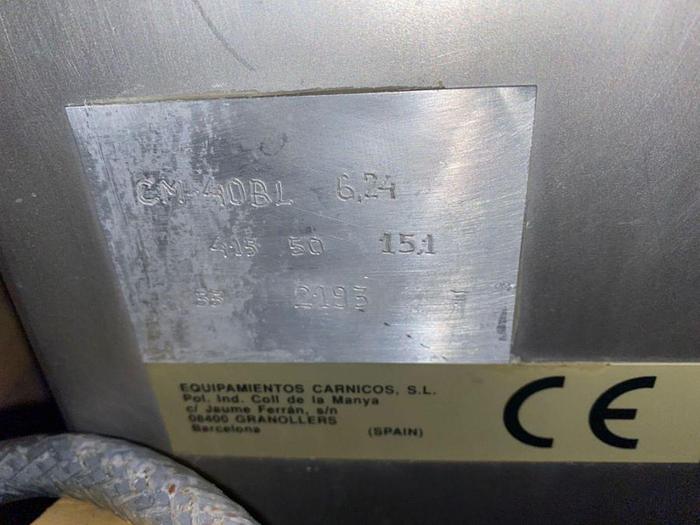 CM-40BL 6,24
415 50 15,1
33 2193
EQUIPAMIENTOS CARNICOS, S.L.
Pol. Ind. Coll de la Manya
c/ Jaume Ferrán, s/n
08400 GRANOLLERS
Barcelona (SPAIN)
CE